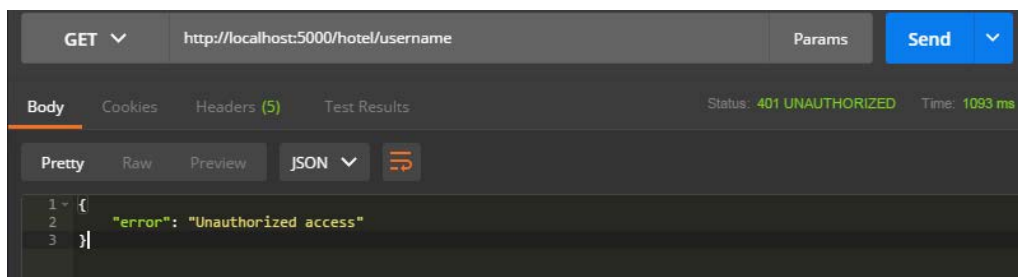 GET http://localhost:5000/hotel/username Params Send
Body Cookies Headers (5) Test Results Status: 401 UNAUTHORIZED Time: 1093 ms
Pretty Raw Preview JSON
1 {
2 "error": "Unauthorized access"
3 }